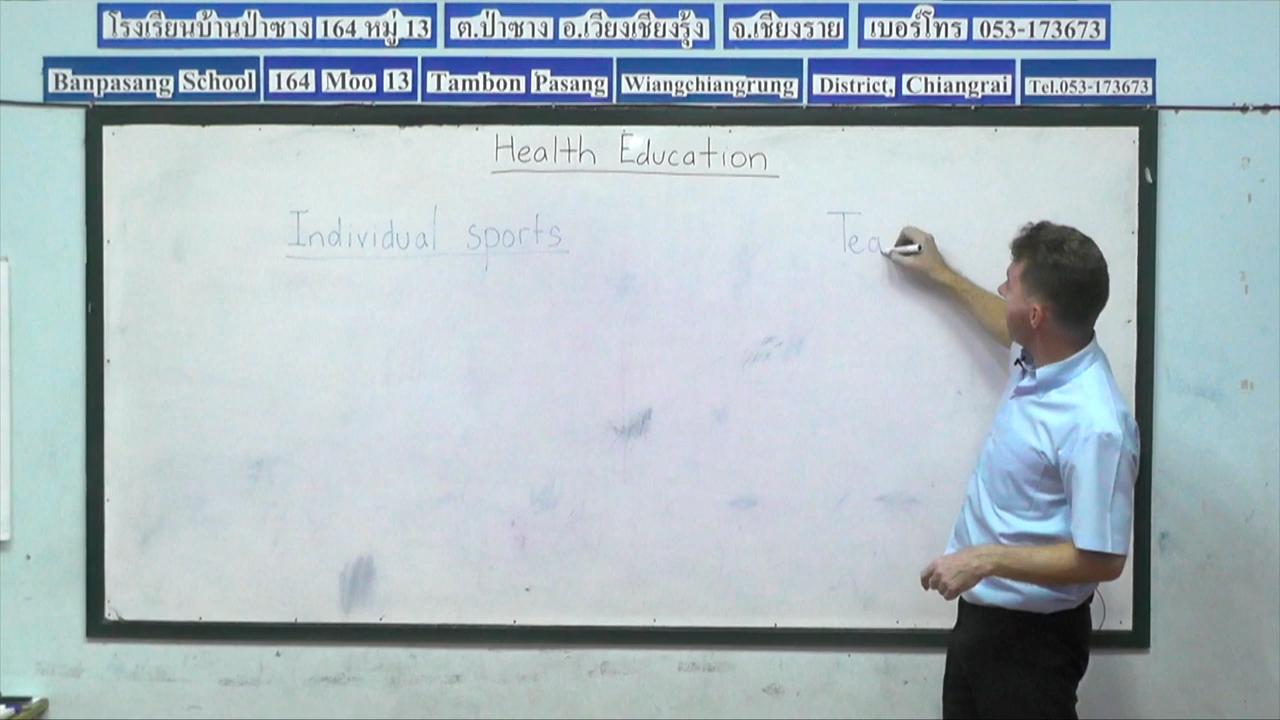 โรงเรียนบ้านป่าซาง 164 หมู่ 13 ต.ป่าซาง อ.เวียงเชียงรุ้ง จ.เชียงราย เบอร์โทร 053-173673
Banpasang School 164 Moo 13 Tambon Pasang Wiangchiangrung District, Chiangrai Tel.053-173673
Health Education
Individual sports Tea